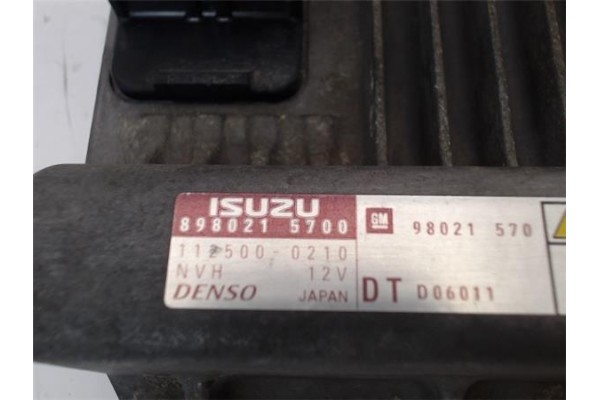 ISUZU
898021 5700
112500-0210
NVH 12V
DENSO JAPAN
GM 98021 570
DT D06011